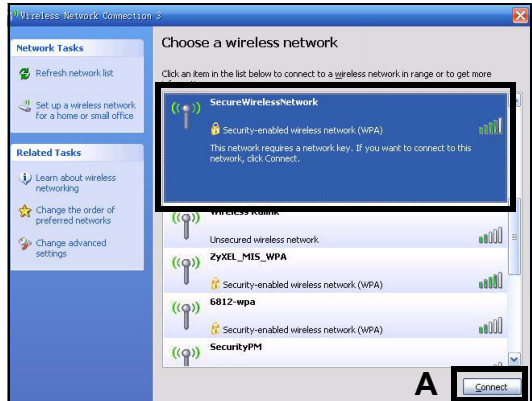 Wireless Network Connection 3
Network Tasks
Refresh network list
Set up a wireless network
for a home or small office
Related Tasks
Learn about wireless
networking
Change the order of
preferred networks
Change advanced
settings
Choose a wireless network
Click an item in the list below to connect to a wireless network in range or to get more
SecureWirelessNetwork
Security-enabled wireless network (WPA)
This network requires a network key. If you want to connect to this
network, click Connect.
Wireless Ralink
Unsecured wireless network
ZyXEL_MIS_WPA
Security-enabled wireless network (WPA)
6812-wpa
Security-enabled wireless network (WPA)
SecurityPM
A
Connect